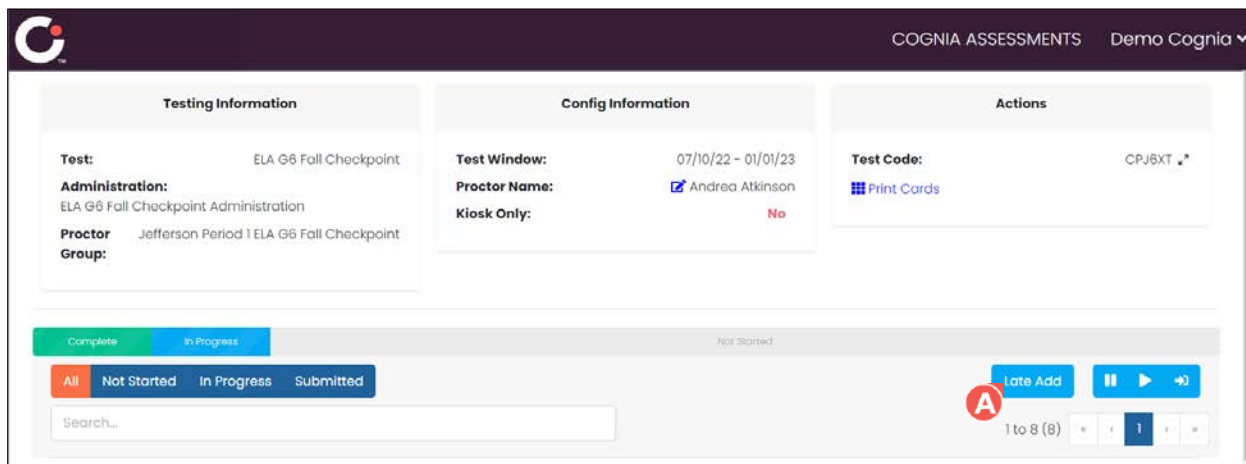 COGNIA ASSESSMENTS Demo Cognia
Testing Information
Test: ELA G6 Fall Checkpoint
Administration:
ELA G6 Fall Checkpoint Administration
Proctor Group: Jefferson Period 1 ELA G6 Fall Checkpoint
Config Information
Test Window: 07/10/22 - 01/01/23
Proctor Name: Andrea Atkinson
Kiosk Only: No
Actions
Test Code: CPJ6XT
Print Cards
Complete In Progress Not Started
All Not Started In Progress Submitted Late Add
A
Search... 1 to 8 (8) « ‹ 1 › »